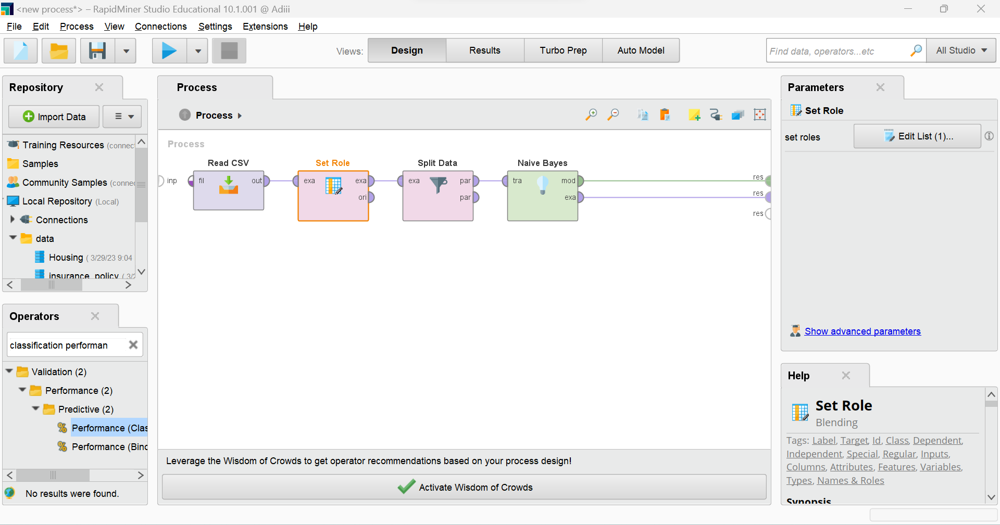 <new process*> – RapidMiner Studio Educational 10.1.001 @ Adiii
File Edit Process View Connections Settings Extensions Help
Views: Design Results Turbo Prep Auto Model
Find data, operators...etc
All Studio
Repository
Import Data
Training Resources (connec
Samples
Community Samples (conne
Local Repository (Local)
Connections
data
Housing ( 3/29/23 9:04
insurance_policy ( 3/2
Operators
classification performan
Validation (2)
Performance (2)
Predictive (2)
Performance (Clas
Performance (Bino
No results were found.
Process
Process
Process
Read CSV
Set Role
Split Data
Naive Bayes
inp fil out exa exa exa par tra mod res
ori par exa res
res
Leverage the Wisdom of Crowds to get operator recommendations based on your process design!
Activate Wisdom of Crowds
Parameters
Set Role
set roles
Edit List (1)...
Show advanced parameters
Help
Set Role
Blending
Tags: Label, Target, Id, Class, Dependent,
Independent, Special, Regular, Inputs,
Columns, Attributes, Features, Variables,
Types, Names & Roles
Synopsis